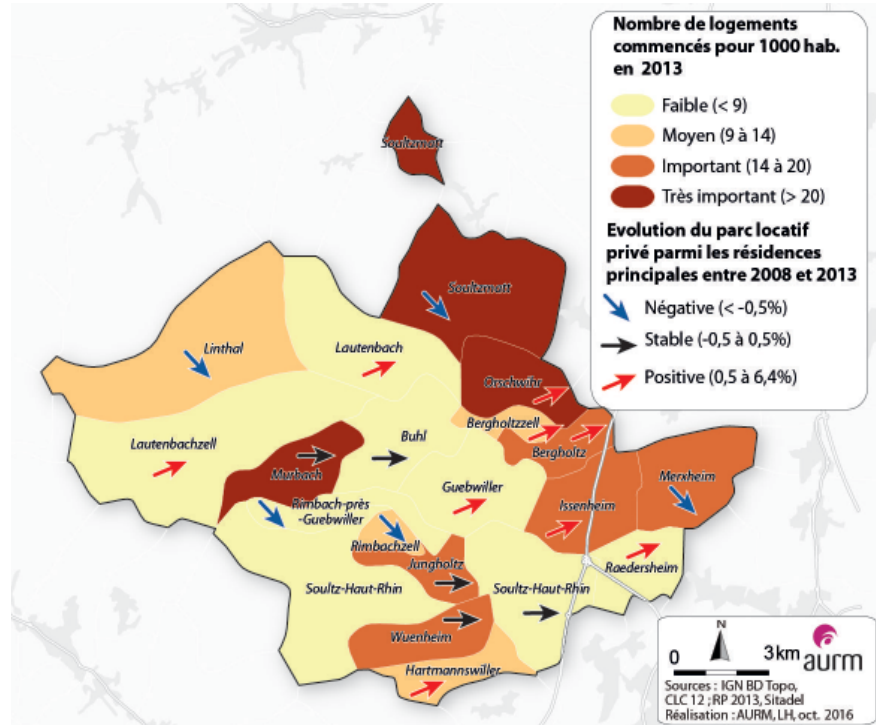 Nombre de logements
commencés pour 1000 hab.
en 2013
Faible (< 9)
Moyen (9 à 14)
Important (14 à 20)
Très important (> 20)
Evolution du parc locatif
privé parmi les résidences
principales entre 2008 et 2013
Négative (< -0,5%)
Stable (-0,5 à 0,5%)
Positive (0,5 à 6,4%)
Soultzmatt
Soultzmatt
Linthal
Lautenbach
Orschwihr
Bergholtzzell
Bergholtz
Lautenbachzell
Buhl
Murbach
Merxheim
Guebwiller
Issenheim
Rimbach-près
-Guebwiller
Rimbachzell
Jungholtz
Raedersheim
Soultz-Haut-Rhin
Soultz-Haut-Rhin
Wuenheim
Hartmannswiller
N
0 3 km
aurm
Sources : IGN BD Topo,
CLC 12 ; RP 2013, Sitadel
Réalisation : AURM, LH, oct. 2016